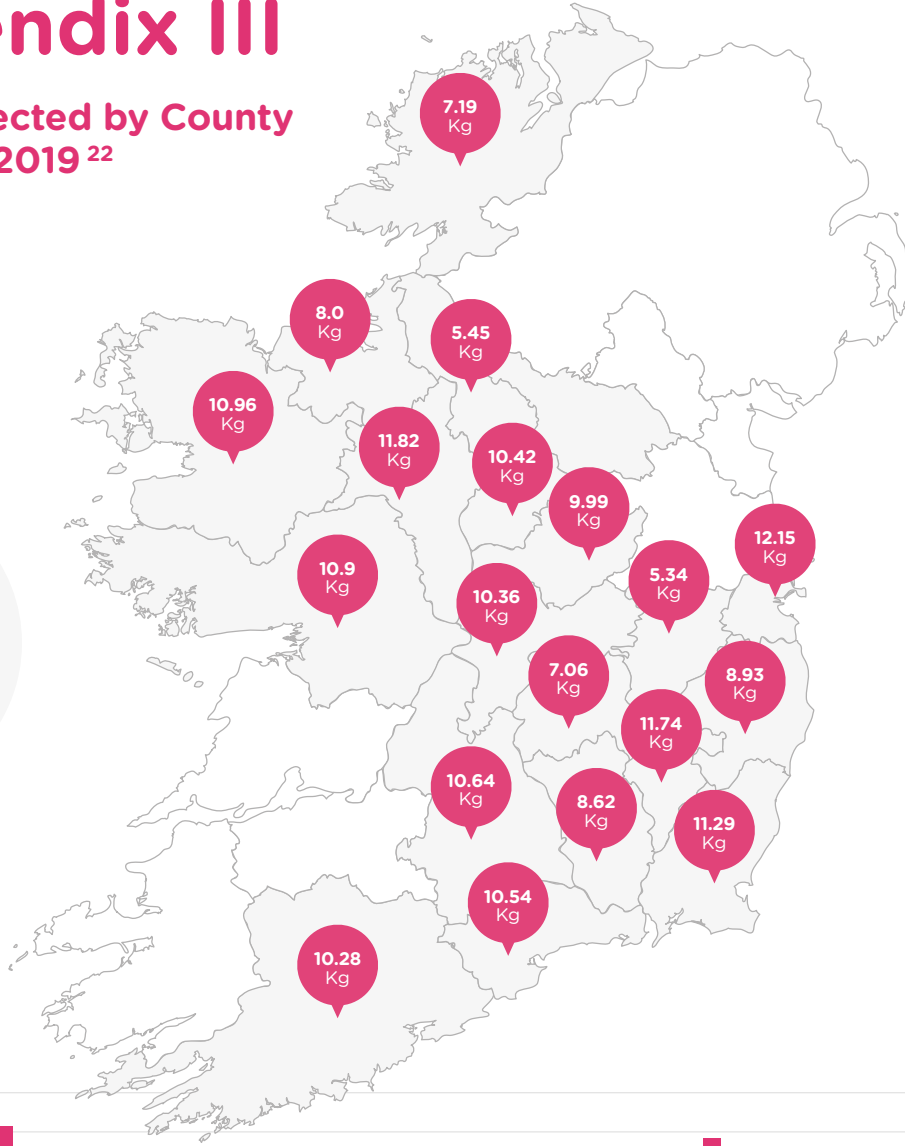 endix III
ected by County
2019 22
7.19
Kg
8.0
Kg
5.45
Kg
10.96
Kg
11.82
Kg
10.42
Kg
9.99
Kg
12.15
Kg
10.9
Kg
10.36
Kg
5.34
Kg
7.06
Kg
8.93
Kg
11.74
Kg
10.64
Kg
8.62
Kg
11.29
Kg
10.54
Kg
10.28
Kg